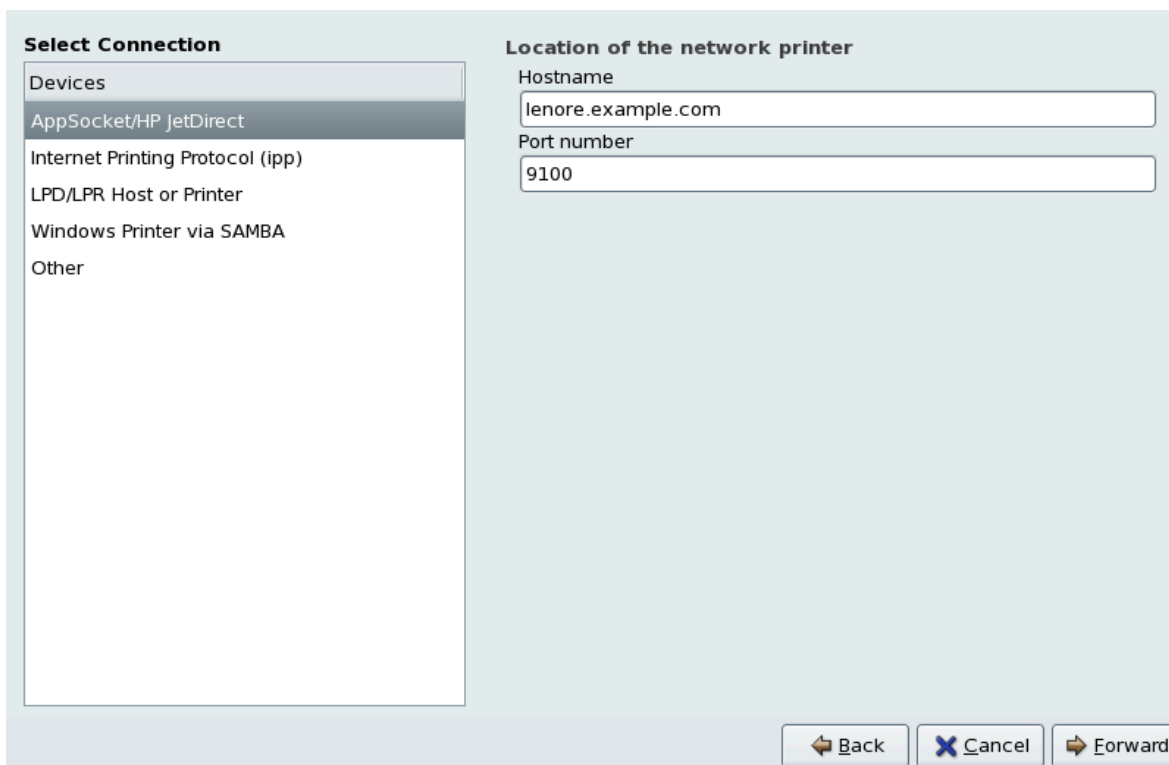 Select Connection
Devices
AppSocket/HP JetDirect
Internet Printing Protocol (ipp)
LPD/LPR Host or Printer
Windows Printer via SAMBA
Other
Location of the network printer
Hostname
lenore.example.com
Port number
9100
Back
Cancel
Forward